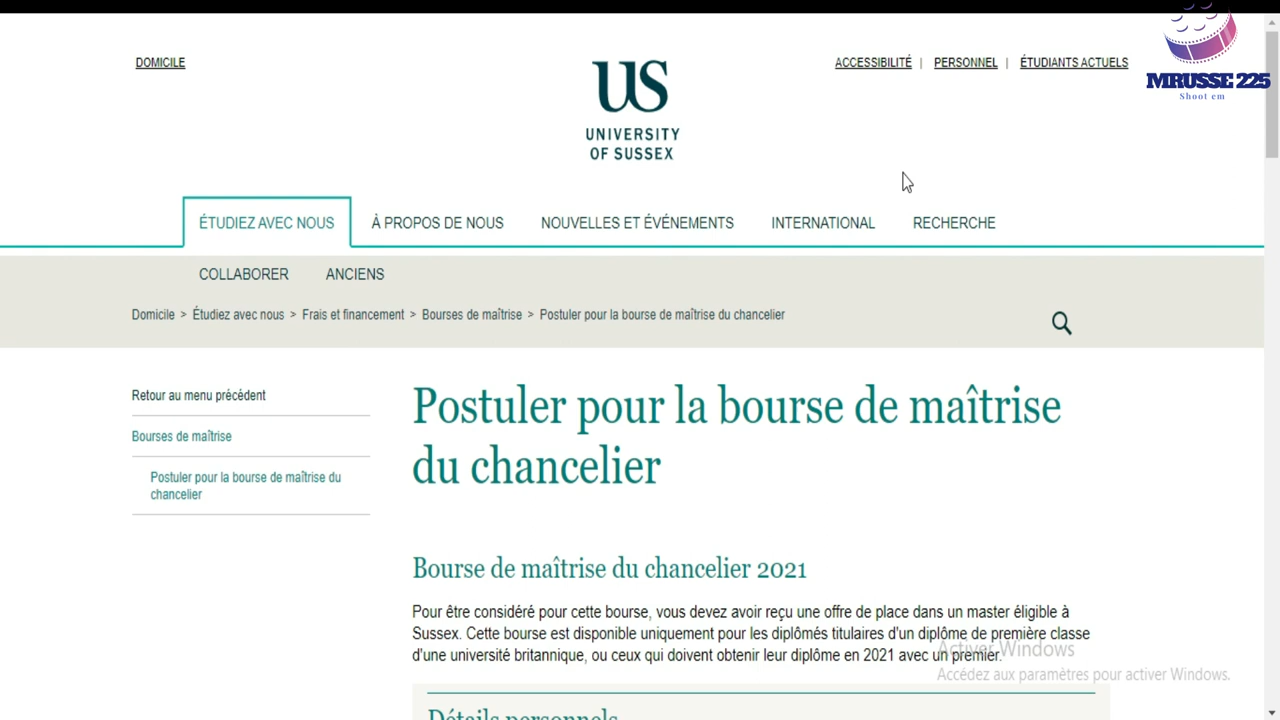 DOMICILE
US
UNIVERSITY
OF SUSSEX
ACCESSIBILITÉ | PERSONNEL | ÉTUDIANTS ACTUELS
MRUSSE 225
Shoot em
ÉTUDIEZ AVEC NOUS
À PROPOS DE NOUS
NOUVELLES ET ÉVÉNEMENTS
INTERNATIONAL
RECHERCHE
COLLABORER
ANCIENS
Domicile > Étudiez avec nous > Frais et financement > Bourses de maîtrise > Postuler pour la bourse de maîtrise du chancelier
Retour au menu précédent
Bourses de maîtrise
Postuler pour la bourse de maîtrise du
chancelier
Postuler pour la bourse de maîtrise
du chancelier
Bourse de maîtrise du chancelier 2021
Pour être considéré pour cette bourse, vous devez avoir reçu une offre de place dans un master éligible à
Sussex. Cette bourse est disponible uniquement pour les diplômés titulaires d'un diplôme de première classe
d'une université britannique, ou ceux qui doivent obtenir leur diplôme en 2021 avec un premier.
Activer Windows
Accédez aux paramètres pour activer Windows.
Détails personnels